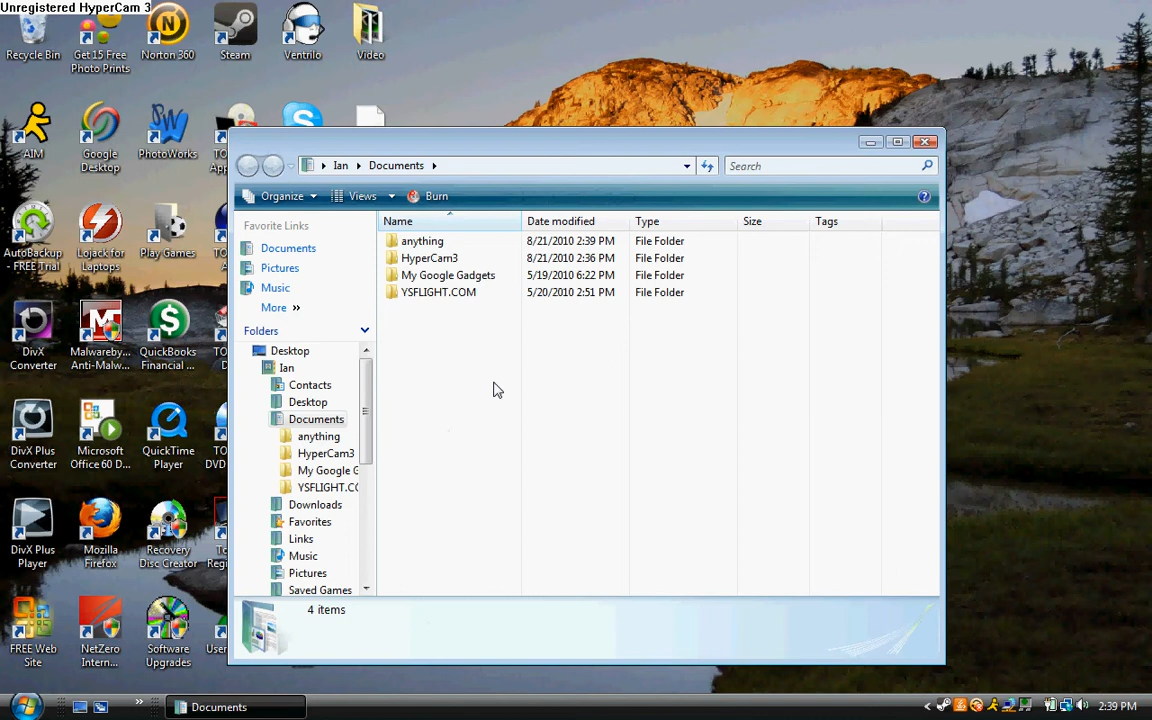 Unregistered HyperCam 3
Recycle Bin
Get 15 Free
Photo Prints
Norton 360
Steam
Ventrilo
Video
AIM
Google
Desktop
PhotoWorks
AutoBackup
- FREE Trial
Lojack for
Laptops
Play Games
DivX
Converter
Malwareby...
Anti-Malw...
QuickBooks
Financial ...
DivX Plus
Converter
Microsoft
Office 60 D...
QuickTime
Player
DivX Plus
Player
Mozilla
Firefox
Recovery
Disc Creator
FREE Web
Site
NetZero
Intern...
Software
Upgrades
Ian
Documents
Search
Organize
Views
Burn
Favorite Links
Documents
Pictures
Music
More »
Folders
Desktop
Ian
Contacts
Desktop
Documents
anything
HyperCam3
My Google G
YSFLIGHT.CO
Downloads
Favorites
Links
Music
Pictures
Saved Games
Name Date modified Type Size Tags
anything 8/21/2010 2:39 PM File Folder
HyperCam3 8/21/2010 2:36 PM File Folder
My Google Gadgets 5/19/2010 6:22 PM File Folder
YSFLIGHT.COM 5/20/2010 2:51 PM File Folder
4 items
Documents
2:39 PM